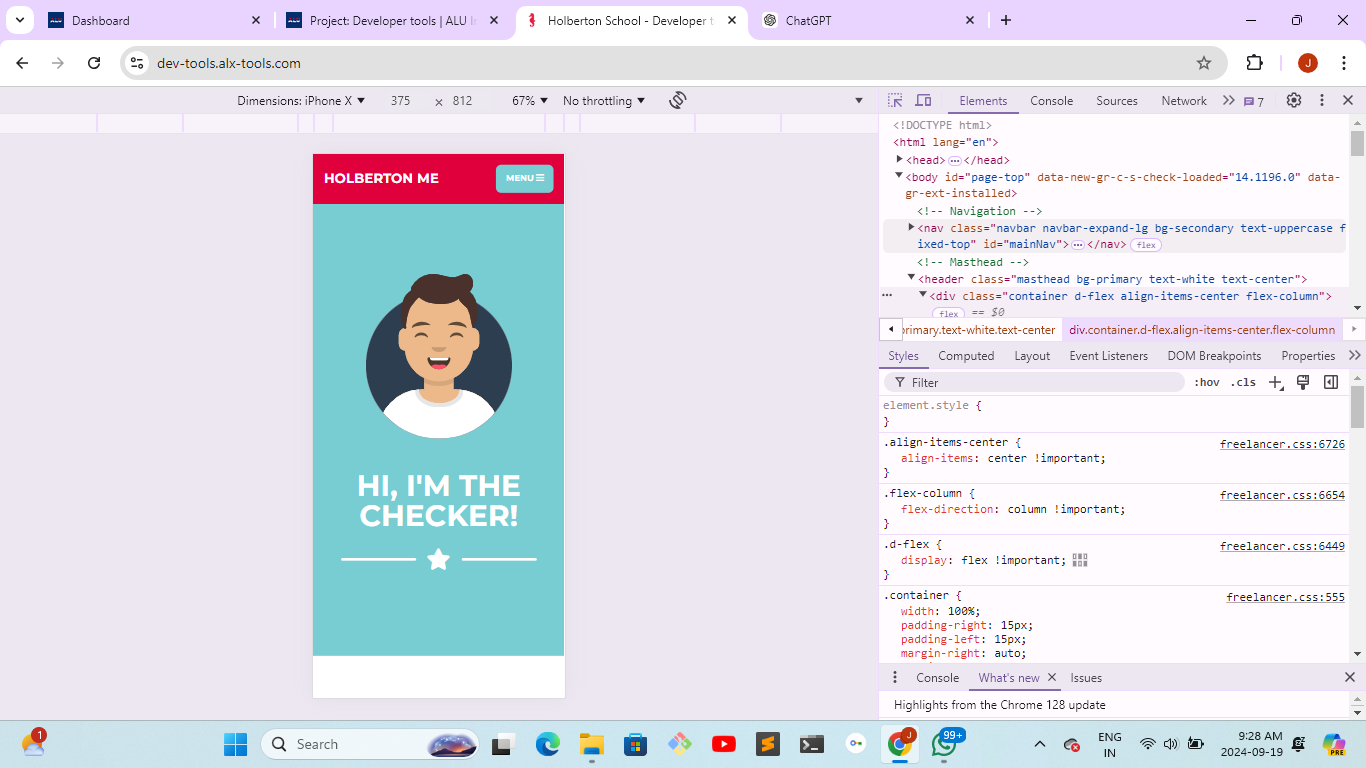 Dashboard
Project: Developer tools | ALU In
Holberton School - Developer t
ChatGPT
dev-tools.alx-tools.com
J
Dimensions: iPhone X
375
×
812
67%
No throttling
Elements
Console
Sources
Network
7
HOLBERTON ME
MENU
HI, I'M THE
CHECKER!
<!DOCTYPE html>
<html lang="en">
<head> ⋯ </head>
<body id="page-top" data-new-gr-c-s-check-loaded="14.1196.0" data-
gr-ext-installed>
<!-- Navigation -->
<nav class="navbar navbar-expand-lg bg-secondary text-uppercase f
ixed-top" id="mainNav"> ⋯ </nav> flex
<!-- Masthead -->
<header class="masthead bg-primary text-white text-center">
<div class="container d-flex align-items-center flex-column">
flex == $0
primary.text-white.text-center
div.container.d-flex.align-items-center.flex-column
Styles
Computed
Layout
Event Listeners
DOM Breakpoints
Properties
Filter
:hov
.cls
element.style {
}
.align-items-center {
freelancer.css:6726
align-items: center !important;
}
.flex-column {
freelancer.css:6654
flex-direction: column !important;
}
.d-flex {
freelancer.css:6449
display: flex !important;
}
.container {
freelancer.css:555
width: 100%;
padding-right: 15px;
padding-left: 15px;
margin-right: auto;
Console
What's new
Issues
Highlights from the Chrome 128 update
1
Search
PRE
J
99+
ENG
IN
9:28 AM
2024-09-19